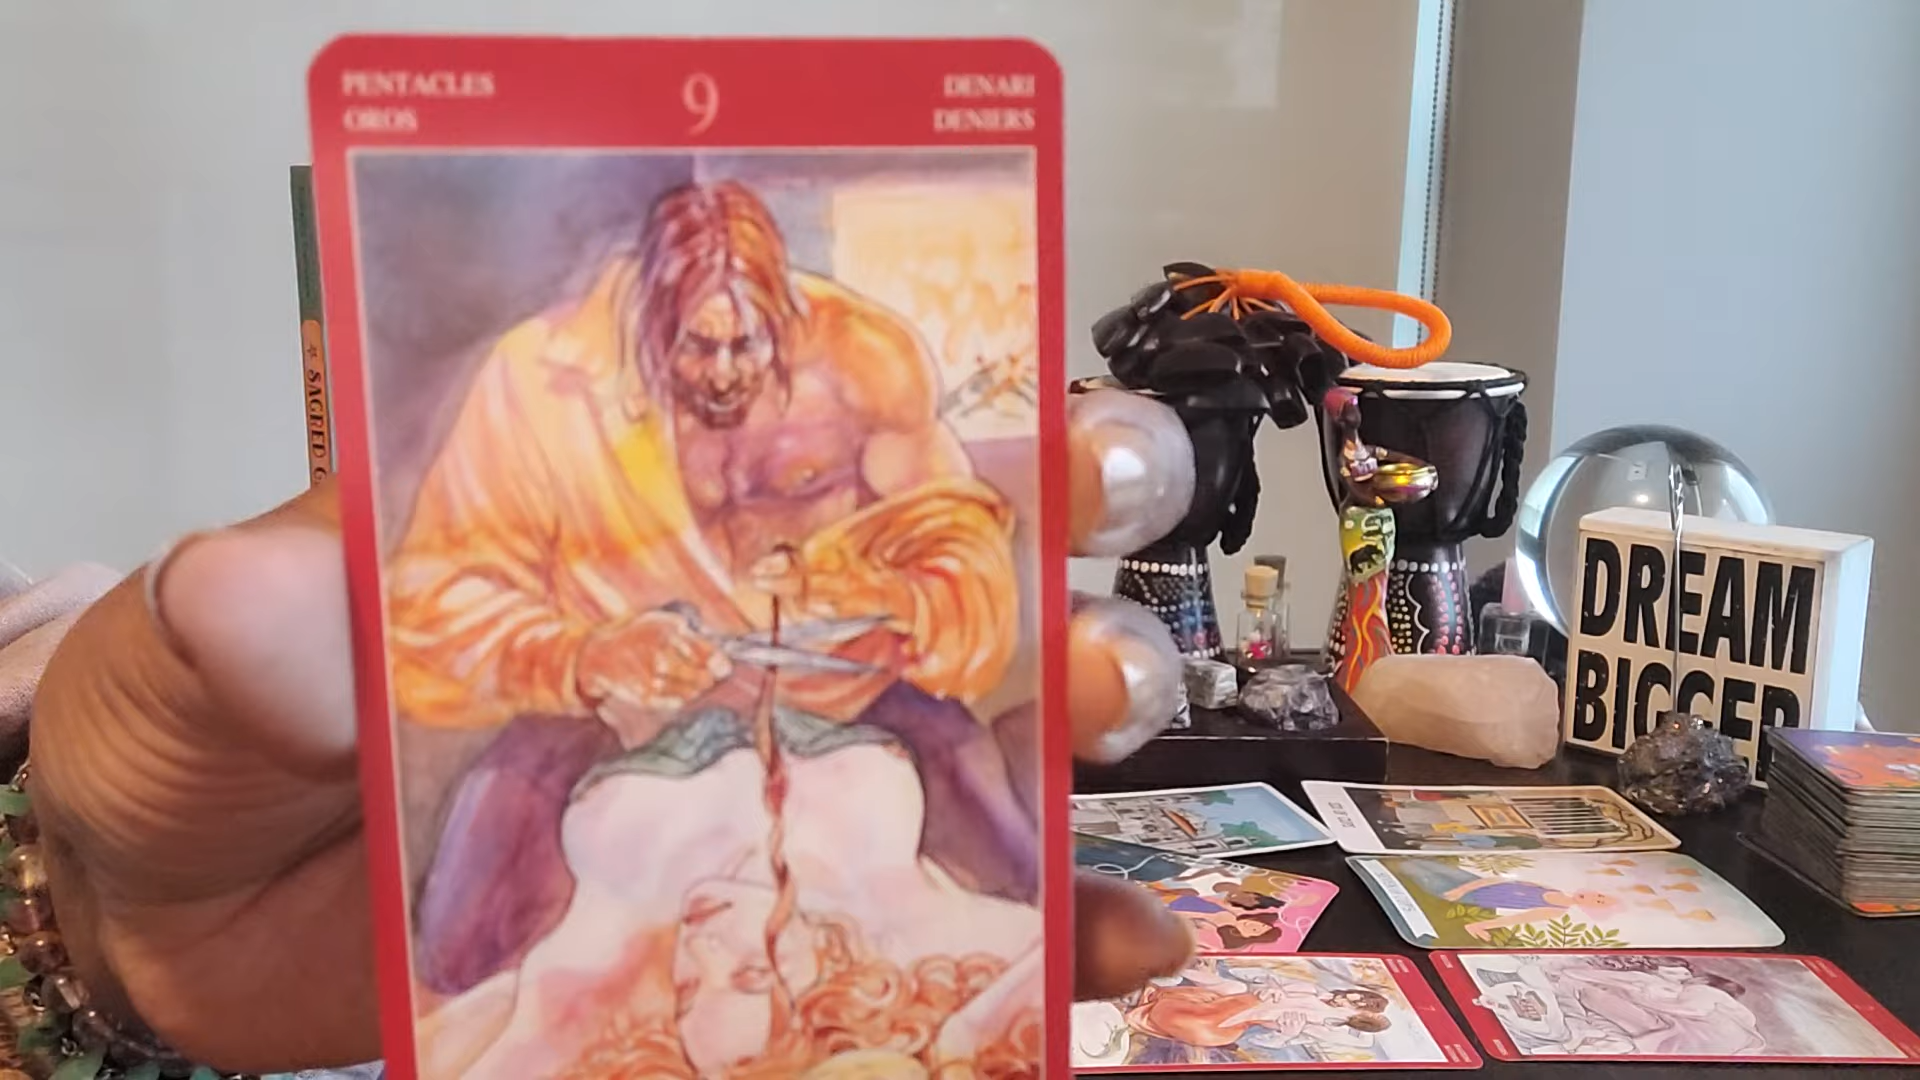 PENTACLES
OROS
9
DENARI
DENIERS
SACRED
DREAM
BIGGER